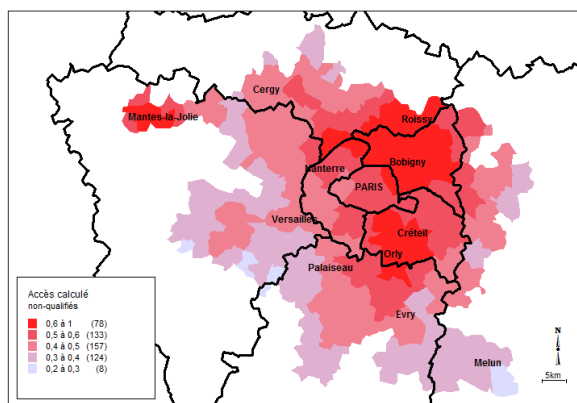 Cergy
Mantes-la-Jolie
Roissy
Nanterre
Bobigny
PARIS
Versailles
Créteil
Orly
Palaiseau
Evry
Melun
Accès calculé
non-qualifiés
0,6 à 1 (78)
0,5 à 0,6 (133)
0,4 à 0,5 (157)
0,3 à 0,4 (124)
0,2 à 0,3 (8)
N
5km